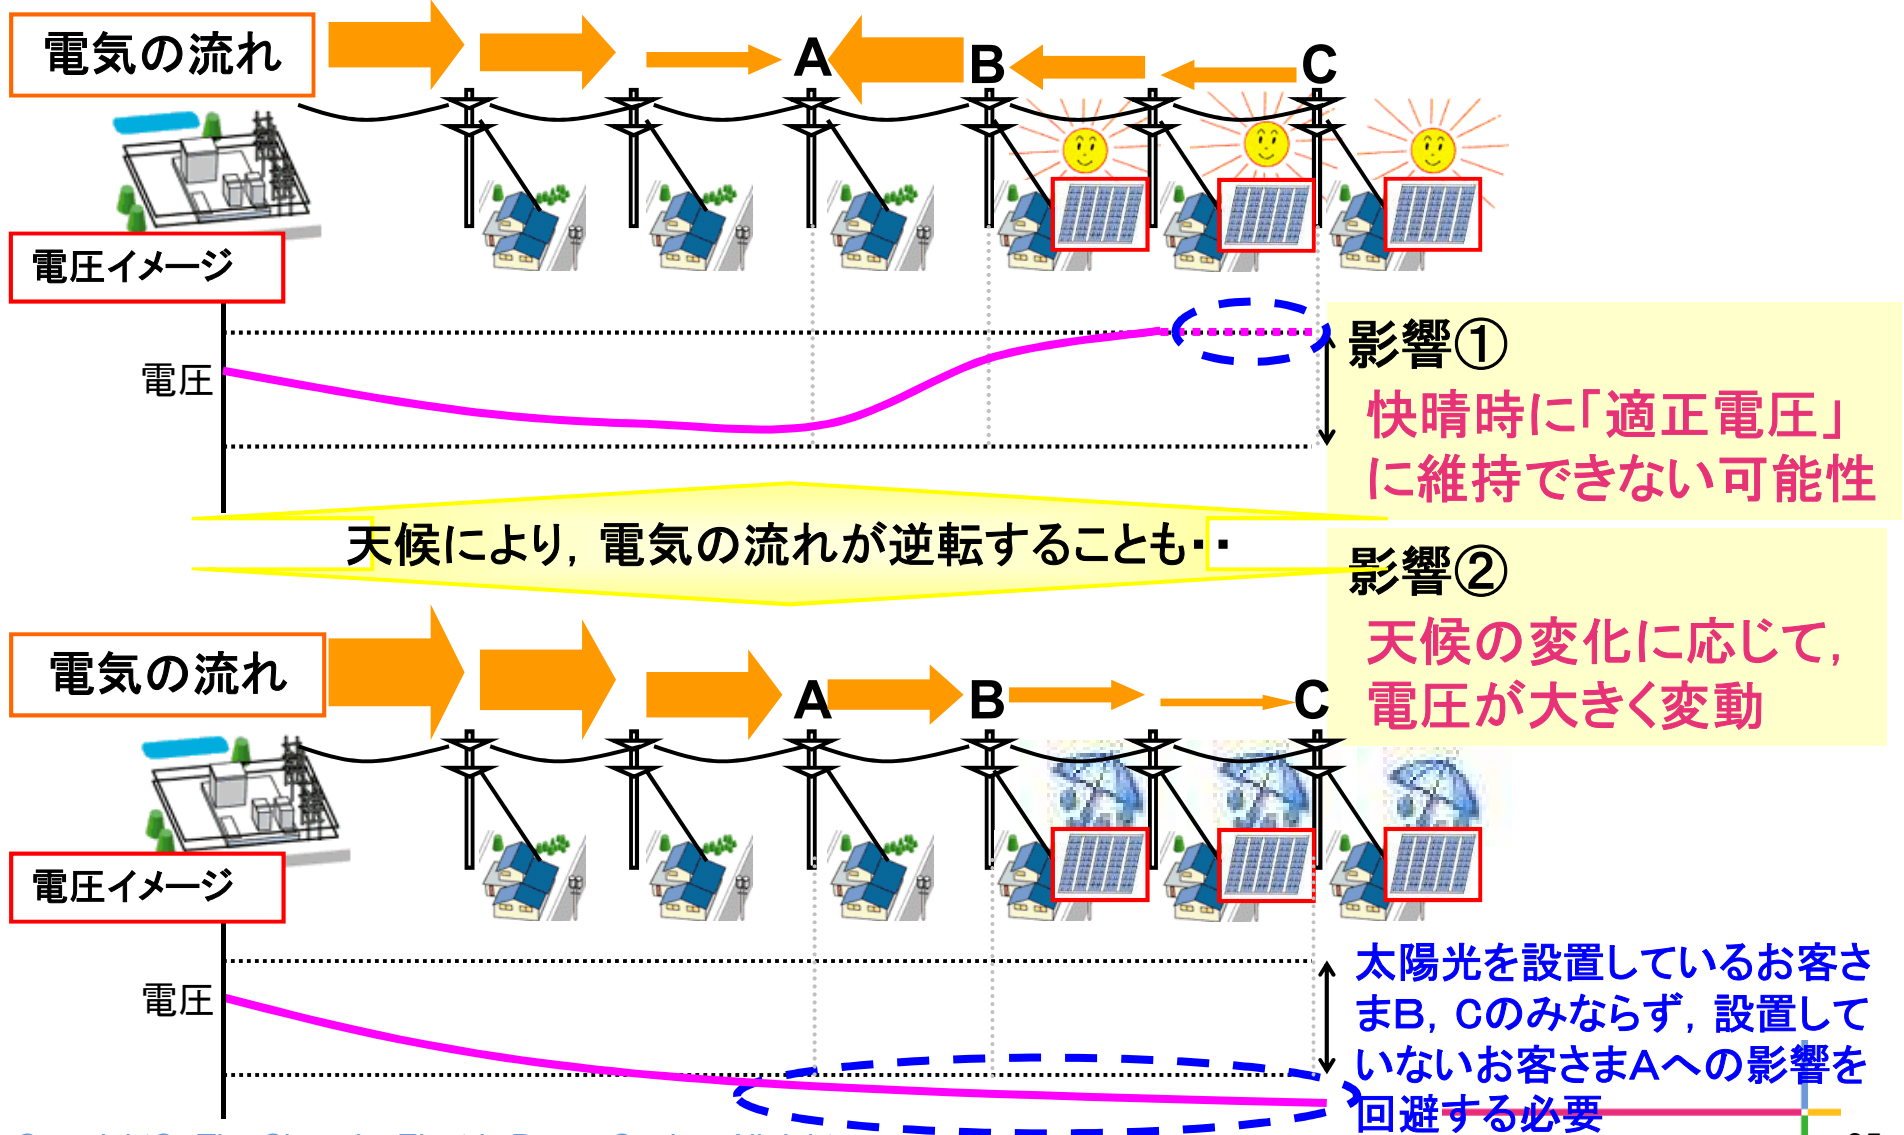 電気の流れ
A
B
C
電圧イメージ
電圧
影響①
快晴時に「適正電圧」
に維持できない可能性
天候により，電気の流れが逆転することも・・
影響②
天候の変化に応じて，
電圧が大きく変動
電気の流れ
A
B
C
電圧イメージ
電圧
太陽光を設置しているお客さ
まB，Cのみならず，設置して
いないお客さまAへの影響を
回避する必要